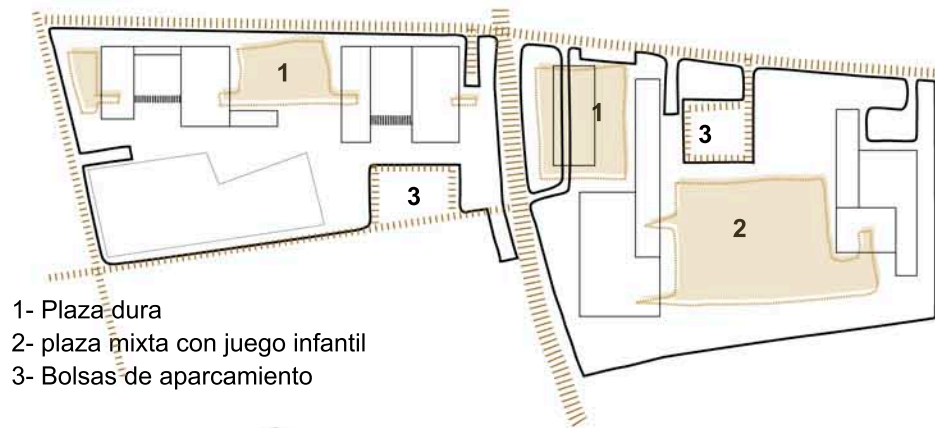 1
1
3
3
2
1- Plaza dura
2- plaza mixta con juego infantil
3- Bolsas de aparcamiento